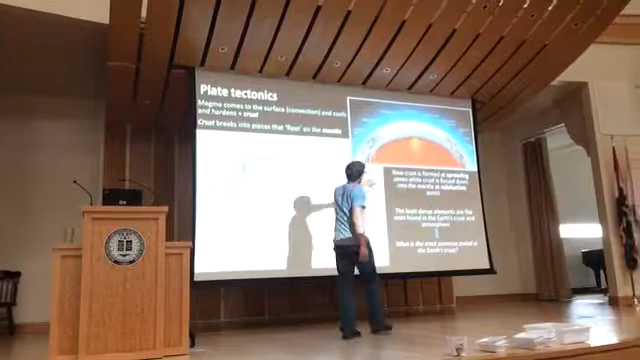 Plate tectonics
Magma comes to the surface (convection) and cools
and hardens = crust
Crust breaks into pieces that 'float' on the mantle
New crust is formed at spreading
zones while crust is forced down
into the mantle at subduction
zones
The least dense elements are the
ones found in the Earth's crust and
atmosphere
What is the most common metal in
the Earth's crust?